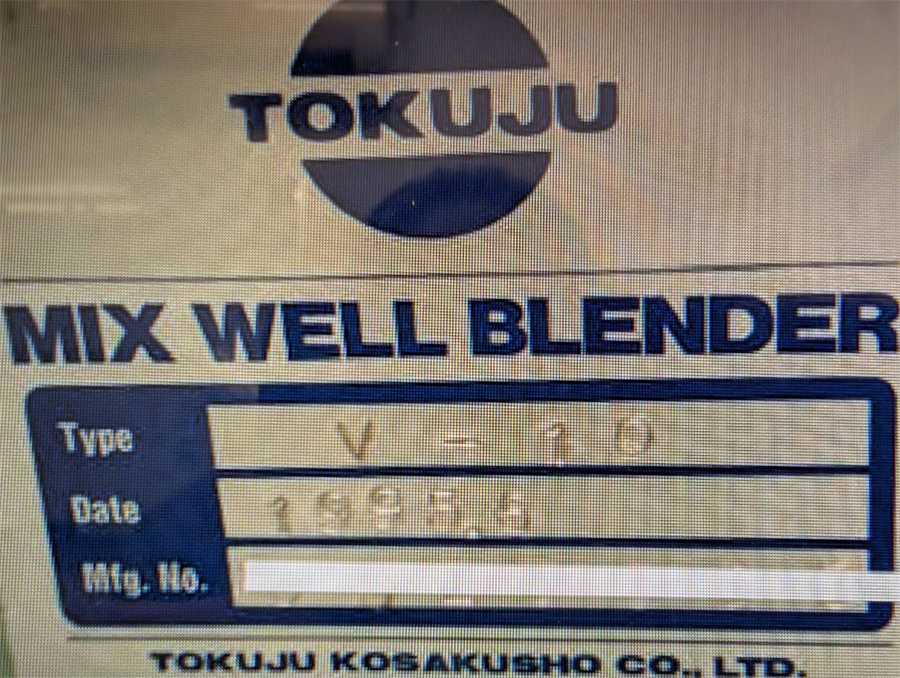 TOKUJU
MIX WELL BLENDER
Type V - 10
Date 1995.6
Mfg. No.
TOKUJU KOSAKUSHO CO., LTD.